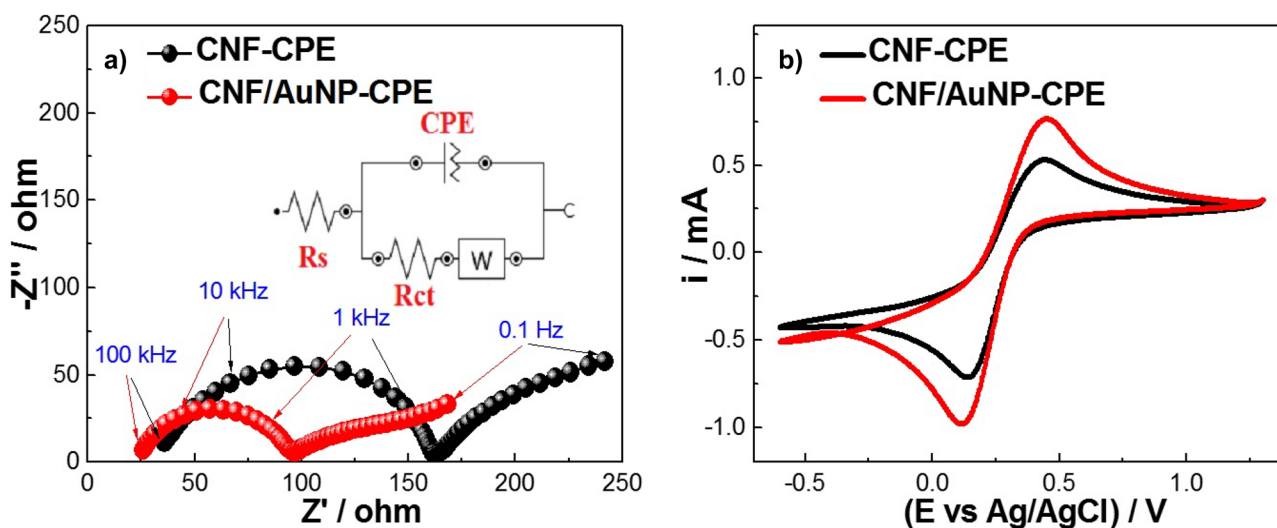 a)
CNF-CPE
CNF/AuNP-CPE
CPE
Rs
Rct
W
10 kHz
1 kHz
0.1 Hz
100 kHz
-Z'' / ohm
250
200
150
100
50
0
0 50 100 150 200 250
Z' / ohm
b)
CNF-CPE
CNF/AuNP-CPE
i / mA
1.0
0.5
0.0
-0.5
-1.0
-0.5 0.0 0.5 1.0
(E vs Ag/AgCl) / V